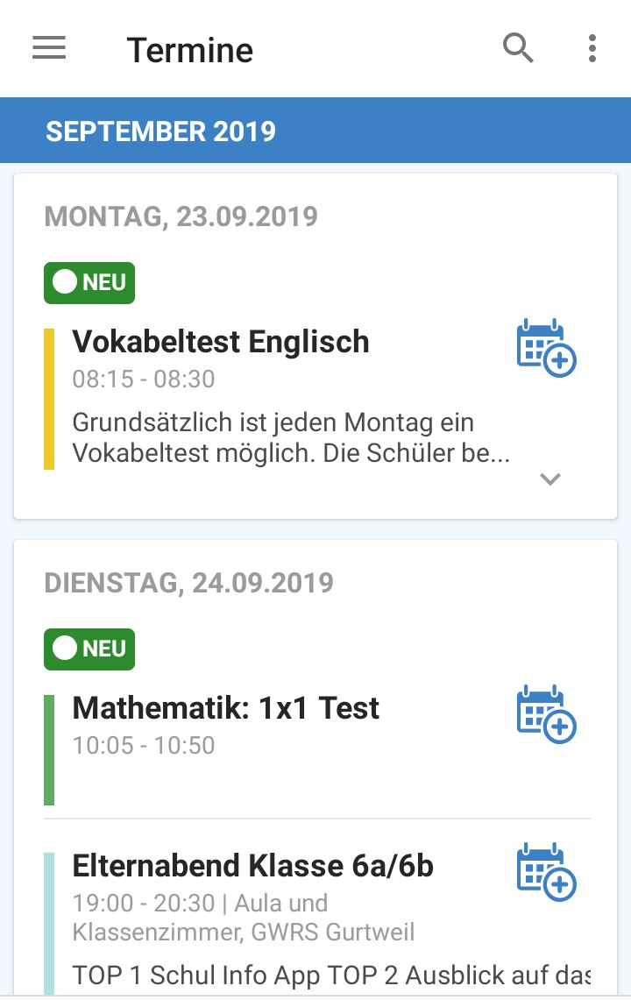 Termine
SEPTEMBER 2019
MONTAG, 23.09.2019
NEU
Vokabeltest Englisch
08:15 - 08:30
Grundsätzlich ist jeden Montag ein
Vokabeltest möglich. Die Schüler be...
DIENSTAG, 24.09.2019
NEU
Mathematik: 1x1 Test
10:05 - 10:50
Elternabend Klasse 6a/6b
19:00 - 20:30 | Aula und
Klassenzimmer, GWRS Gurtweil
TOP 1 Schul Info App TOP 2 Ausblick auf das